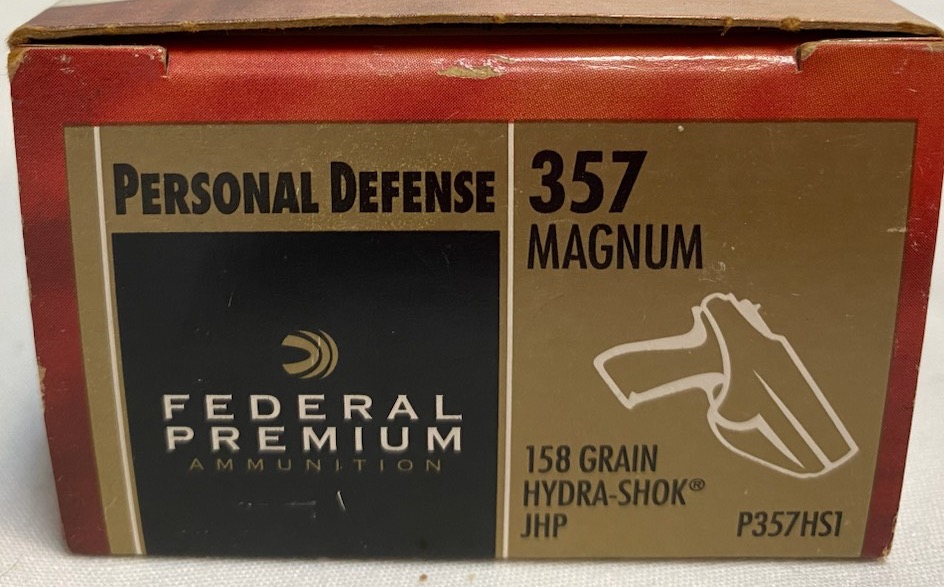 PERSONAL DEFENSE
FEDERAL
PREMIUM
AMMUNITION
357
MAGNUM
158 GRAIN
HYDRA-SHOK®
JHP
P357HS1